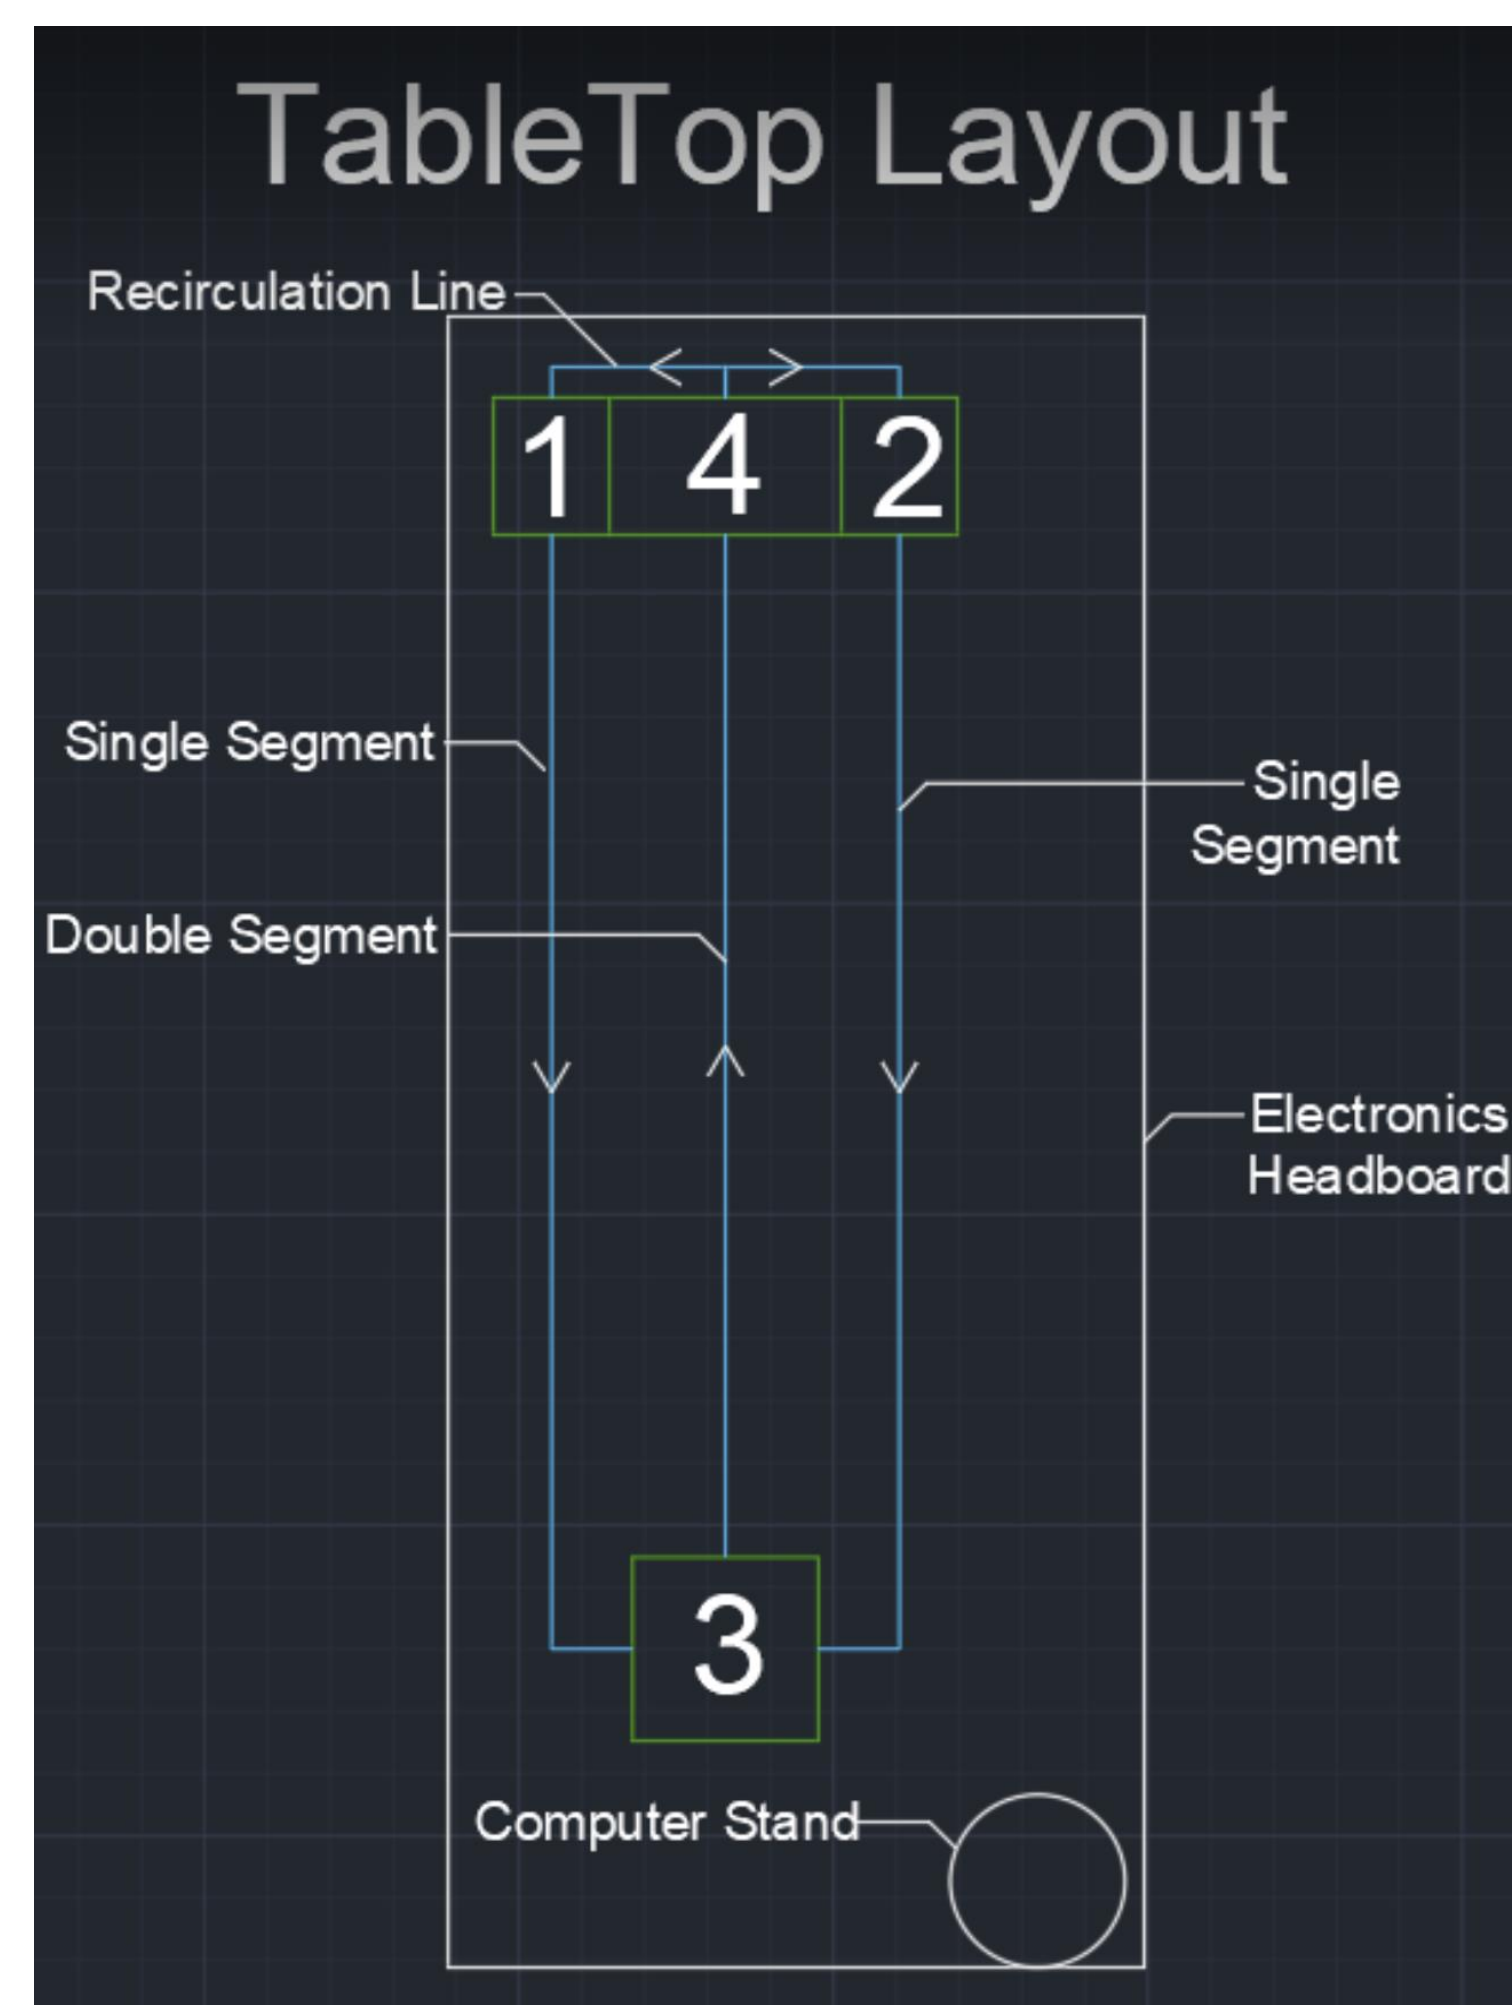 TableTop Layout
Recirculation Line
1 4 2
Single Segment
Single
Segment
Double Segment
Electronics
Headboard
3
Computer Stand